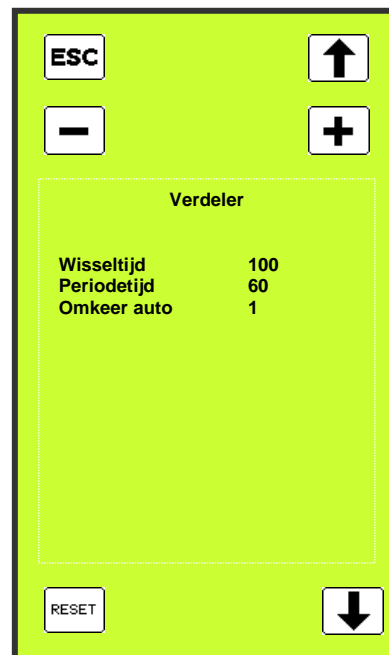 ESC
Verdeler
Wisseltijd 100
Periodetijd 60
Omkeer auto 1
RESET